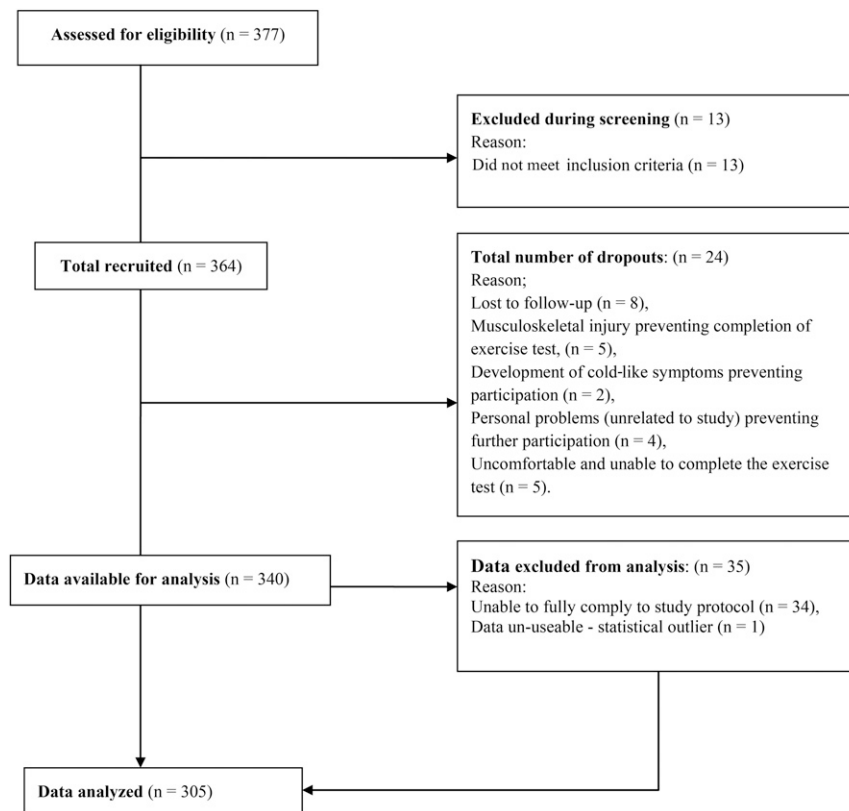 Assessed for eligibility (n = 377)
Excluded during screening (n = 13)
Reason:
Did not meet inclusion criteria (n = 13)
Total recruited (n = 364)
Total number of dropouts: (n = 24)
Reason;
Lost to follow-up (n = 8),
Musculoskeletal injury preventing completion of
exercise test, (n = 5),
Development of cold-like symptoms preventing
participation (n = 2),
Personal problems (unrelated to study) preventing
further participation (n = 4),
Uncomfortable and unable to complete the exercise
test (n = 5).
Data available for analysis (n = 340)
Data excluded from analysis: (n = 35)
Reason:
Unable to fully comply to study protocol (n = 34),
Data un-useable - statistical outlier (n = 1)
Data analyzed (n = 305)